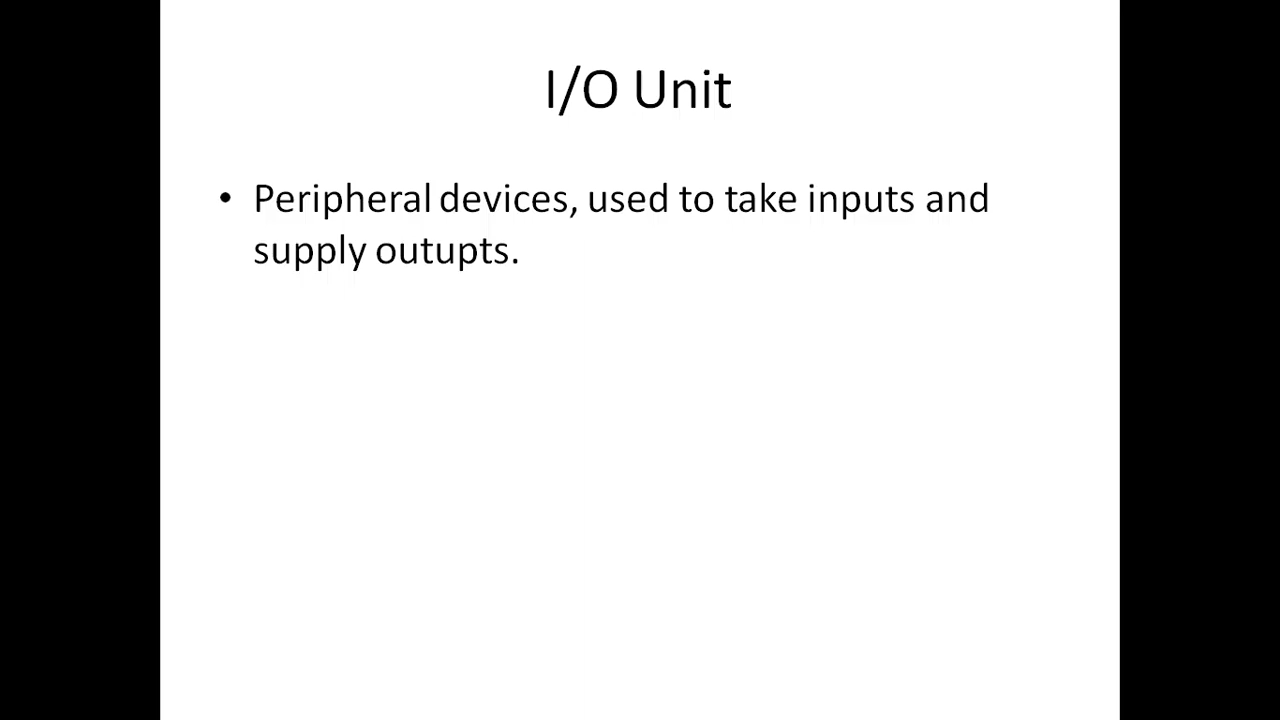 I/O Unit
• Peripheral devices, used to take inputs and
supply outupts.